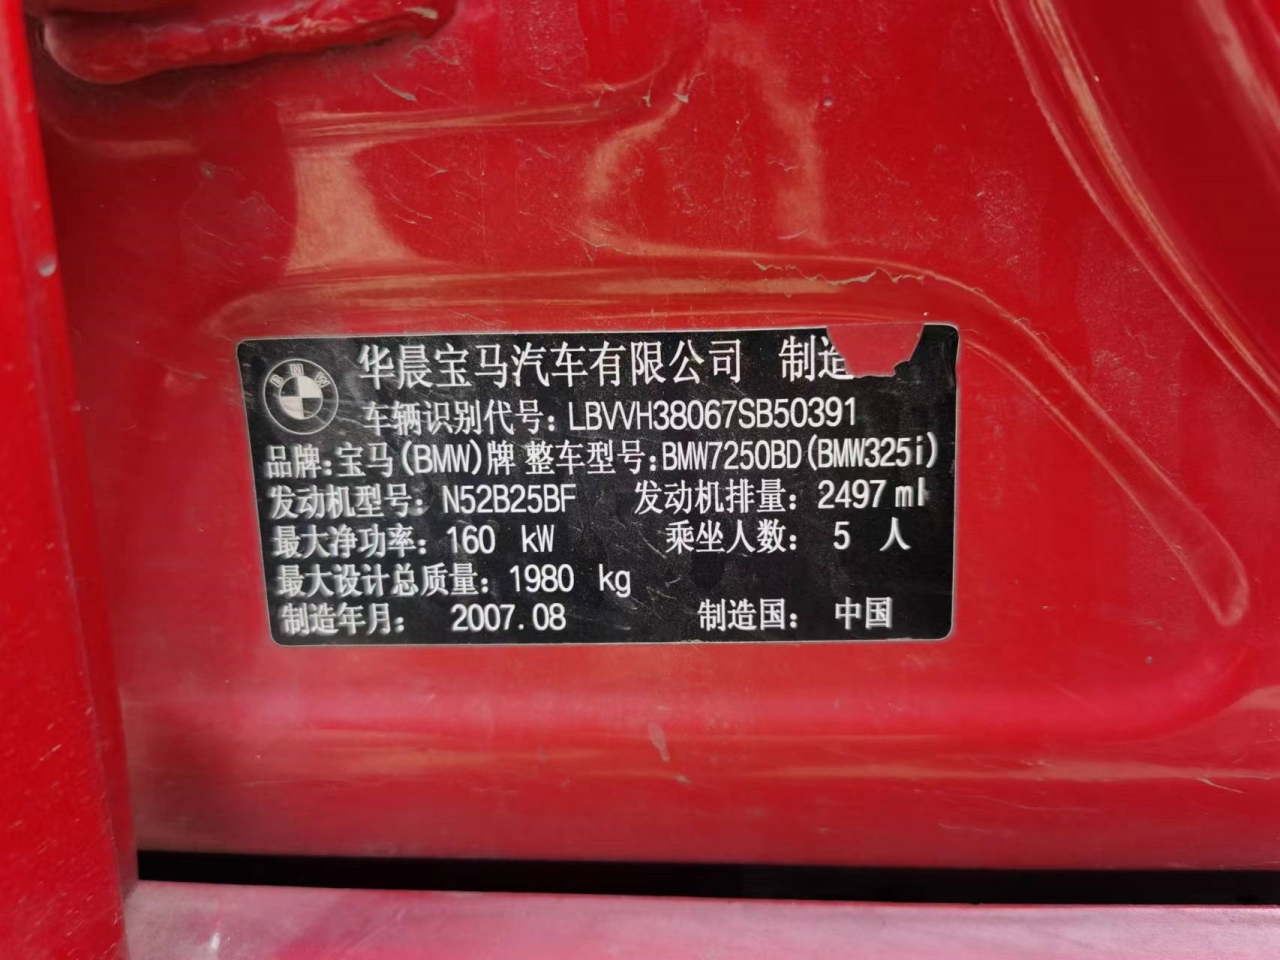 华晨宝马汽车有限公司 制造
车辆识别代号: LBVVH38067SB50391
品牌: 宝马(BMW)牌 整车型号: BMW7250BD(BMW325i)
发动机型号: N52B25BF 发动机排量: 2497ml
最大净功率: 160 kW 乘坐人数: 5 人
最大设计总质量: 1980 kg
制造年月: 2007.08 制造国: 中国